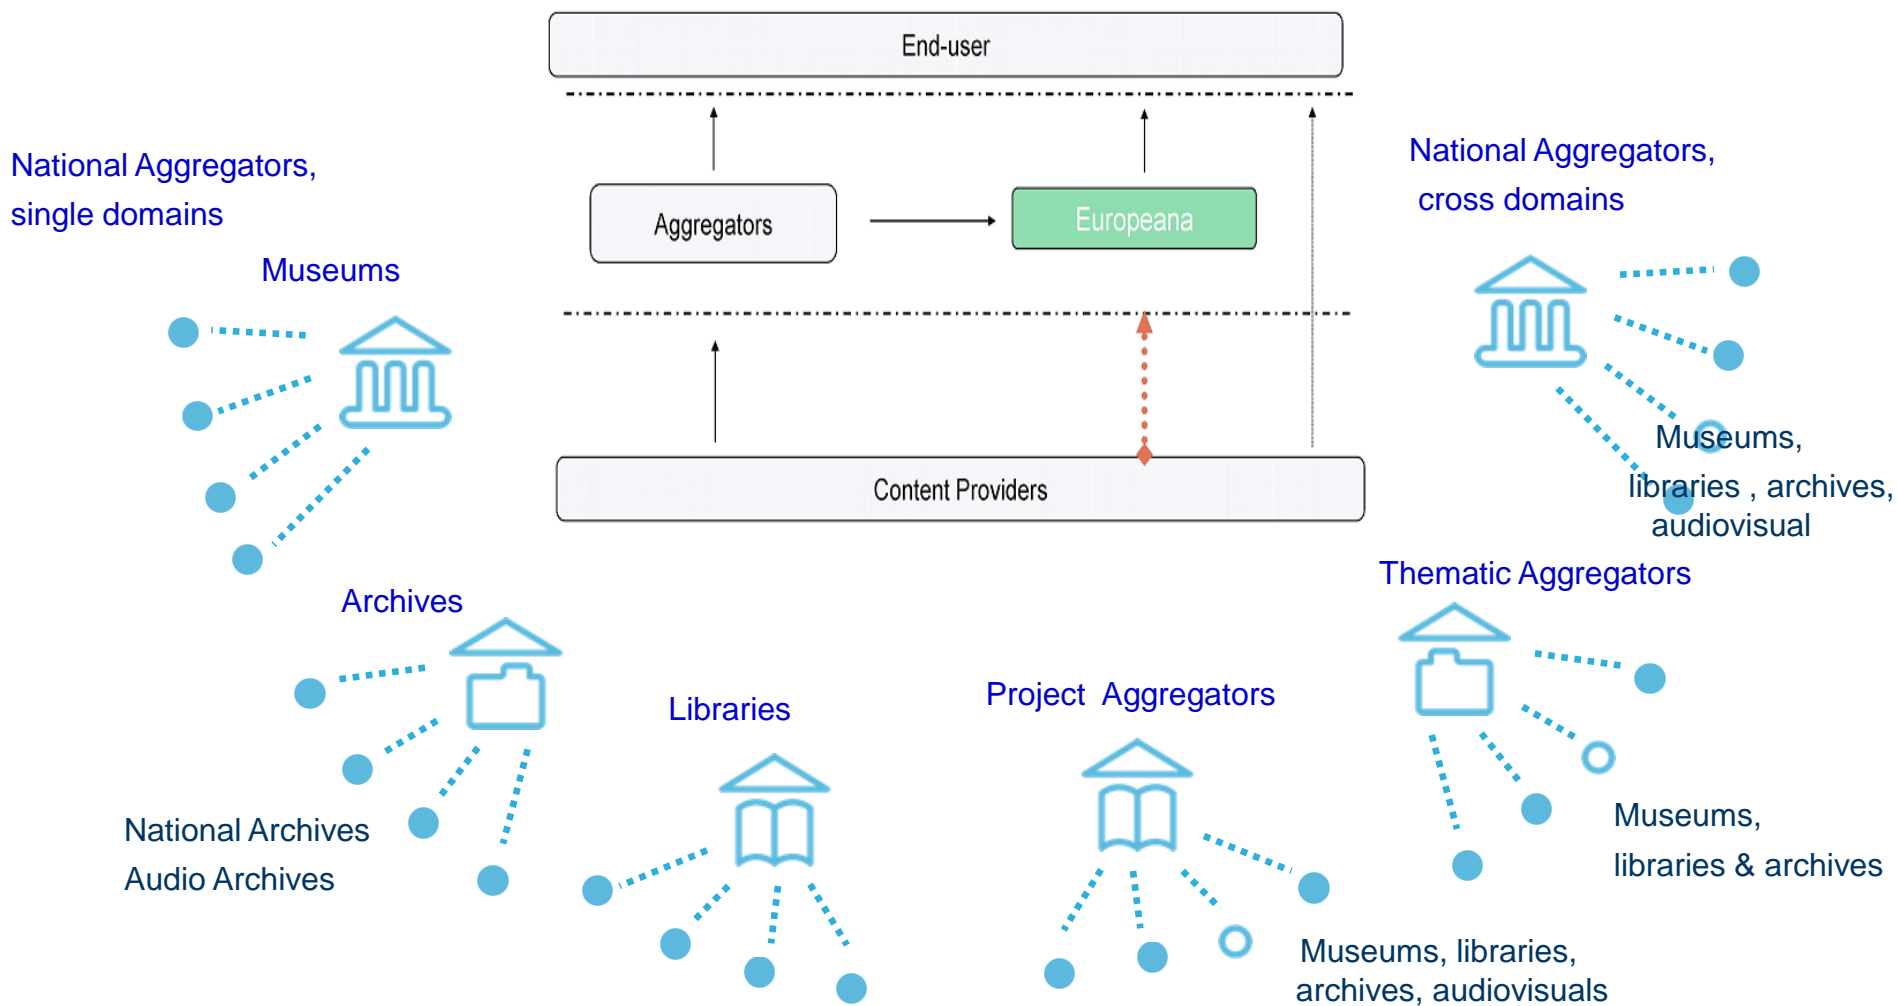 End-user
National Aggregators,
single domains
National Aggregators,
cross domains
Aggregators
Europeana
Museums
Museums,
libraries , archives,
audiovisual
Content Providers
Thematic Aggregators
Archives
Project  Aggregators
Libraries
National Archives
Audio Archives
Museums,
libraries & archives
Museums, libraries,
archives, audiovisuals